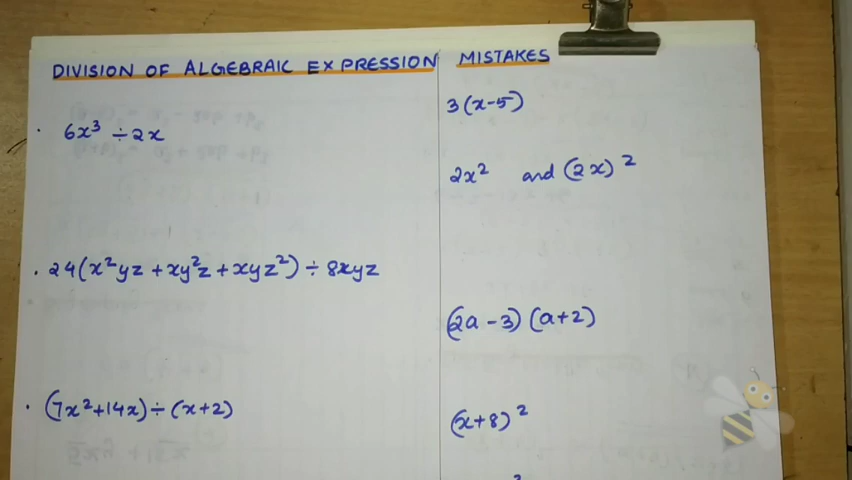 DIVISION OF ALGEBRAIC EXPRESSION
6x³ ÷ 2x
24(x²yz + xy²z + xyz²) ÷ 8xyz
(7x²+14x) ÷ (x+2)
MISTAKES
3(x-5)
2x² and (2x)²
(2a-3) (a+2)
(x+8)²